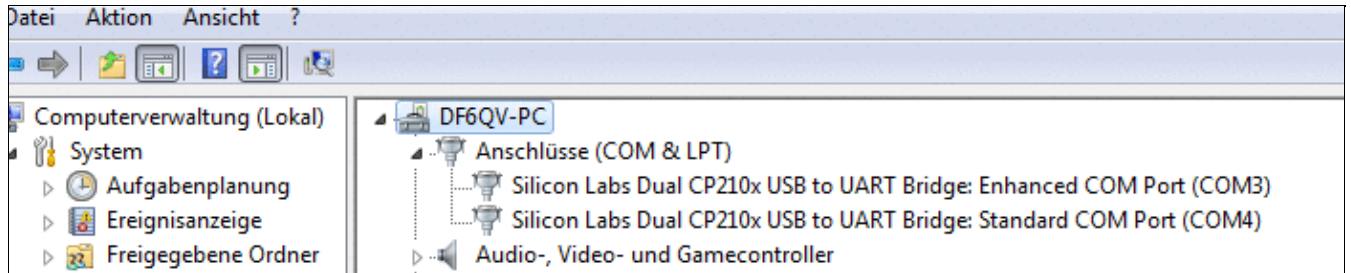 Datei Aktion Ansicht ?
Computerverwaltung (Lokal)
System
Aufgabenplanung
Ereignisanzeige
Freigegebene Ordner
DF6QV-PC
Anschlüsse (COM & LPT)
Silicon Labs Dual CP210x USB to UART Bridge: Enhanced COM Port (COM3)
Silicon Labs Dual CP210x USB to UART Bridge: Standard COM Port (COM4)
Audio-, Video- und Gamecontroller